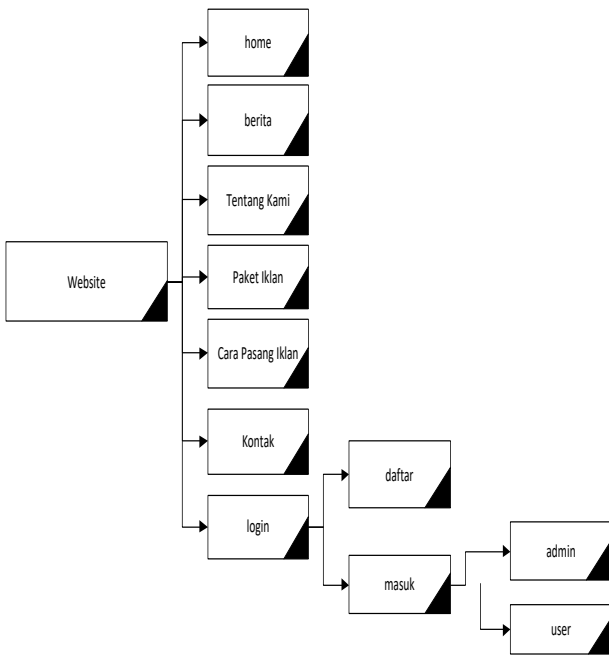 home
berita
Tentang Kami
Website
Paket Iklan
Cara Pasang Iklan
Kontak
daftar
login
admin
masuk
user